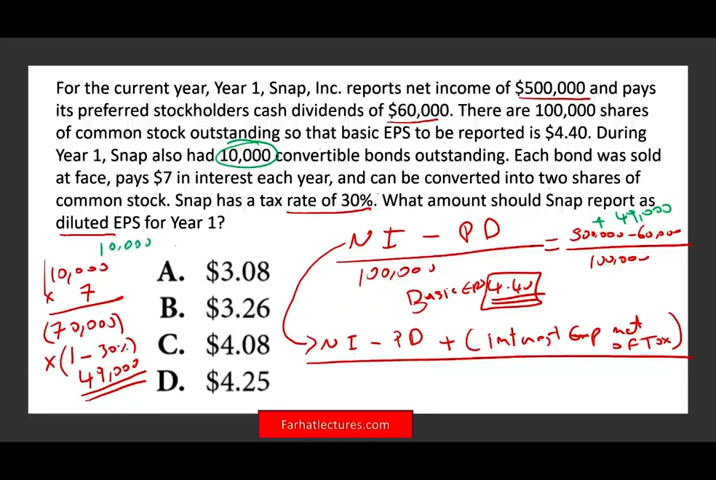 For the current year, Year 1, Snap, Inc. reports net income of $500,000 and pays
its preferred stockholders cash dividends of $60,000. There are 100,000 shares
of common stock outstanding so that basic EPS to be reported is $4.40. During
Year 1, Snap also had 10,000 convertible bonds outstanding. Each bond was sold
at face, pays $7 in interest each year, and can be converted into two shares of
common stock. Snap has a tax rate of 30%. What amount should Snap report as
diluted EPS for Year 1?
+ 49,000
NI - PD = 500,000-60,000
100,000
100,000
Basic EPS 4.40
NI - PD + (interest Exp net of Tax)
10,000
10,000
x 7
(70,000)
x (1 - 30%)
49,000
A. $3.08
B. $3.26
C. $4.08
D. $4.25
Farhatlectures.com